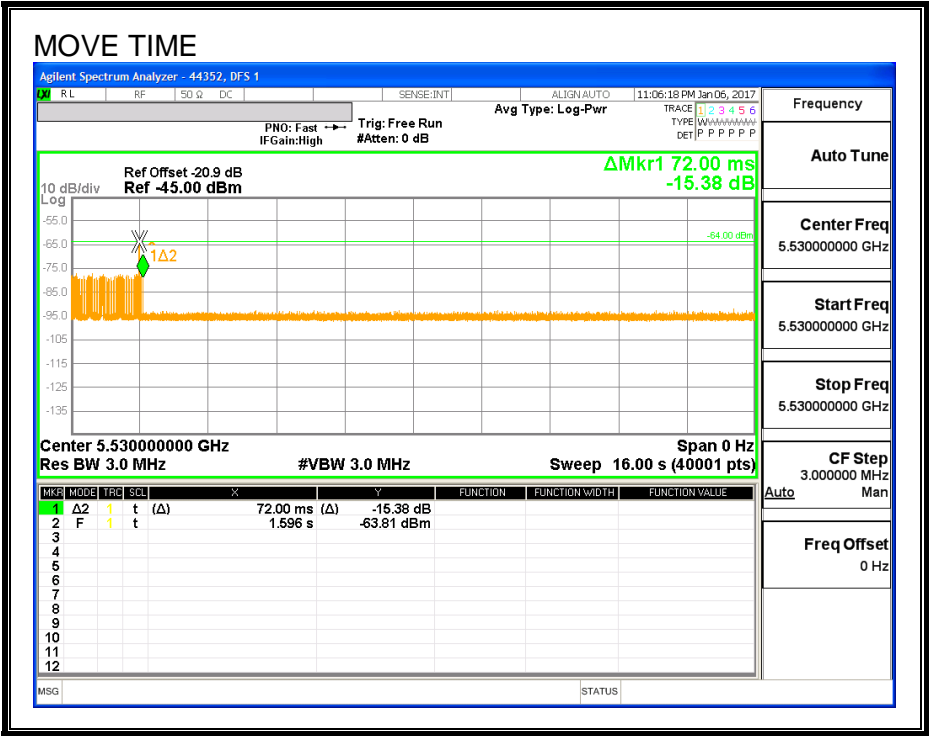 MOVE TIME
Agilent Spectrum Analyzer - 44352, DFS 1
LXI RL RF 50 Ω DC SENSE:INT ALIGN AUTO 11:06:18 PM Jan 06, 2017
PNO: Fast
IFGain:High
Trig: Free Run
#Atten: 0 dB
Avg Type: Log-Pwr
TRACE 1 2 3 4 5 6
TYPE W
DET P P P P P P
Frequency
Auto Tune
ΔMkr1 72.00 ms
-15.38 dB
Ref Offset -20.9 dB
10 dB/div Ref -45.00 dBm
Log
-55.0
-65.0
-75.0
-85.0
-95.0
-105
-115
-125
-135
-64.00 dBm
1Δ2
Center Freq
5.530000000 GHz
Start Freq
5.530000000 GHz
Stop Freq
5.530000000 GHz
CF Step
3.000000 MHz
Auto Man
Freq Offset
0 Hz
Center 5.530000000 GHz Span 0 Hz
Res BW 3.0 MHz #VBW 3.0 MHz Sweep 16.00 s (40001 pts)
MKR MODE TRC SCL X Y FUNCTION FUNCTION WIDTH FUNCTION VALUE
1 Δ2 1 t (Δ) 72.00 ms (Δ) -15.38 dB
2 F 1 t 1.596 s -63.81 dBm
3
4
5
6
7
8
9
10
11
12
MSG STATUS